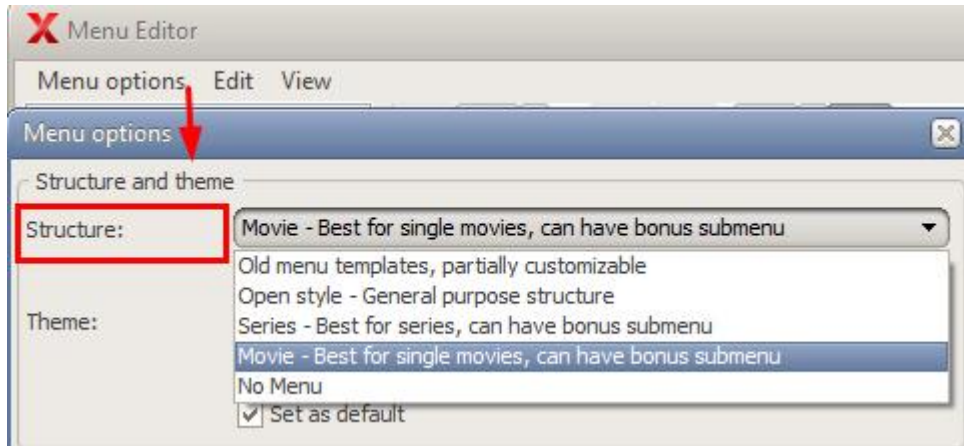 Menu Editor
Menu options Edit View
Menu options
Structure and theme
Structure: Movie - Best for single movies, can have bonus submenu
Old menu templates, partially customizable
Open style - General purpose structure
Theme: Series - Best for series, can have bonus submenu
Movie - Best for single movies, can have bonus submenu
No Menu
Set as default